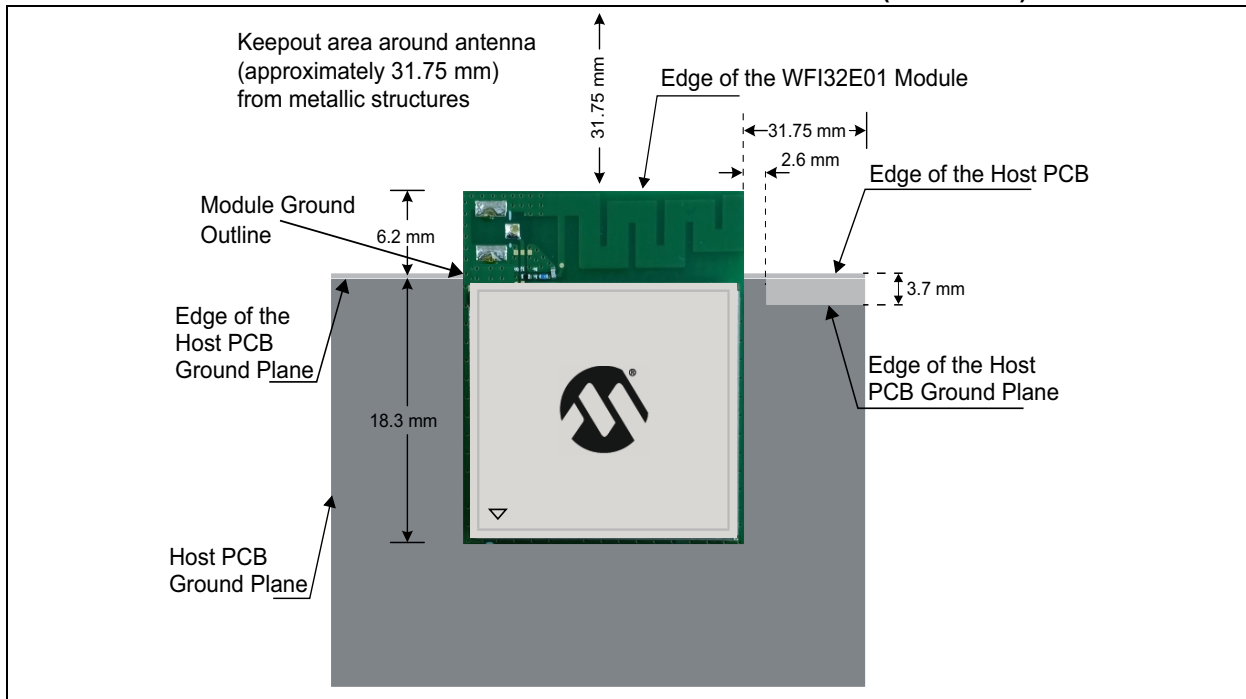 Keepout area around antenna
(approximately 31.75 mm)
from metallic structures
31.75 mm
Edge of the WFI32E01 Module
31.75 mm
2.6 mm
Edge of the Host PCB
Module Ground
Outline
6.2 mm
3.7 mm
Edge of the
Host PCB
Ground Plane
Edge of the Host
PCB Ground Plane
18.3 mm
®
Host PCB
Ground Plane